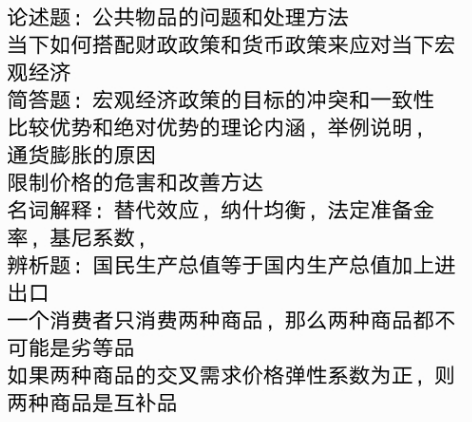 论述题：公共物品的问题和处理方法
当下如何搭配财政政策和货币政策来应对当下宏
观经济
简答题：宏观经济政策的目标的冲突和一致性
比较优势和绝对优势的理论内涵，举例说明，
通货膨胀的原因
限制价格的危害和改善方达
名词解释：替代效应，纳什均衡，法定准备金
率，基尼系数，
辨析题：国民生产总值等于国内生产总值加上进
出口
一个消费者只消费两种商品，那么两种商品都不
可能是劣等品
如果两种商品的交叉需求价格弹性系数为正，则
两种商品是互补品